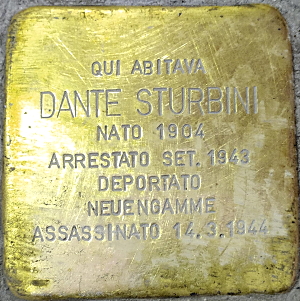 QUI ABITAVA
DANTE STURBINI
NATO 1904
ARRESTATO SET. 1943
DEPORTATO
NEUENGAMME
ASSASSINATO 14.3.1944